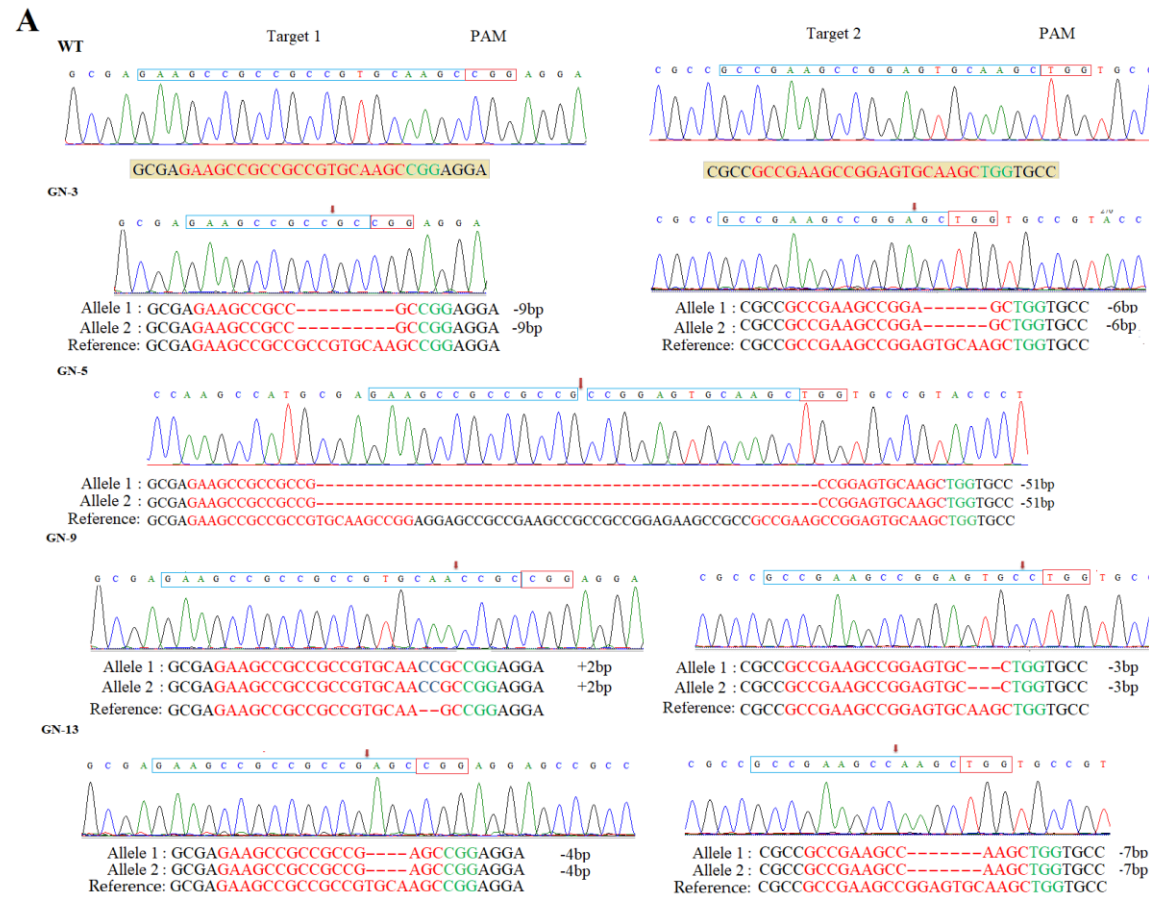 A
WT
Target 1 PAM Target 2 PAM
G C G A G A A G C C G C C G C C G T G C A A G C C G G A G G A
C G C C G C C G A A G C C G G A G T G C A A G C T G G T G C C
GCGAGAAGCCGCCGCCGTGCAAGCCGGAGGA
CGCCGCCGAAGCCGGAGTGCAAGCTGGTGCC
GN-3
G C G A G A A G C C G C C G C C G G A G G A
C G C C G C C G A A G C C G G A G C T G G T G C C G T A C C
Allele 1 : GCGAGAAGCCGCC---------GCCGGAGGA -9bp
Allele 2 : GCGAGAAGCCGCC---------GCCGGAGGA -9bp
Reference: GCGAGAAGCCGCCGCCGTGCAAGCCGGAGGA
Allele 1 : CGCCGCCGAAGCCGGA------GCTGGTGCC -6bp
Allele 2 : CGCCGCCGAAGCCGGA------GCTGGTGCC -6bp
Reference: CGCCGCCGAAGCCGGAGTGCAAGCTGGTGCC
GN-5
C C A A G C C A T G C G A G A A G C C G C C G C C G C C G G A G T G C A A G C T G G T G C C G T A C C C T
Allele 1 : GCGAGAAGCCGCCGCCG---------------------------------------------------CCGGAGTGCAAGCTGGTGCC -51bp
Allele 2 : GCGAGAAGCCGCCGCCG---------------------------------------------------CCGGAGTGCAAGCTGGTGCC -51bp
Reference: GCGAGAAGCCGCCGCCGTGCAAGCCGGAGGAGCCGCCGAAGCCGCCGCCGGAGAAGCCGCCGCCGAAGCCGGAGTGCAAGCTGGTGCC
GN-9
G C G A G A A G C C G C C G C C G T G C A A C C G C C G G A G G A
C G C C G C C G A A G C C G G A G T G C C T G G T G C C
Allele 1 : GCGAGAAGCCGCCGCCGTGCAACCGCCGGAGGA +2bp
Allele 2 : GCGAGAAGCCGCCGCCGTGCAACCGCCGGAGGA +2bp
Reference: GCGAGAAGCCGCCGCCGTGCAA--GCCGGAGGA
Allele 1 : CGCCGCCGAAGCCGGAGTGC---CTGGTGCC -3bp
Allele 2 : CGCCGCCGAAGCCGGAGTGC---CTGGTGCC -3bp
Reference: CGCCGCCGAAGCCGGAGTGCAAGCTGGTGCC
GN-13
G C G A G A A G C C G C C G C C G A G C C G G A G G A G C C G C C
C G C C G C C G A A G C C A A G C T G G T G C C G T
Allele 1 : GCGAGAAGCCGCCGCCG----AGCCGGAGGA -4bp
Allele 2 : GCGAGAAGCCGCCGCCG----AGCCGGAGGA -4bp
Reference: GCGAGAAGCCGCCGCCGTGCAAGCCGGAGGA
Allele 1 : CGCCGCCGAAGCC-------AAGCTGGTGCC -7bp
Allele 2 : CGCCGCCGAAGCC-------AAGCTGGTGCC -7bp
Reference: CGCCGCCGAAGCCGGAGTGCAAGCTGGTGCC